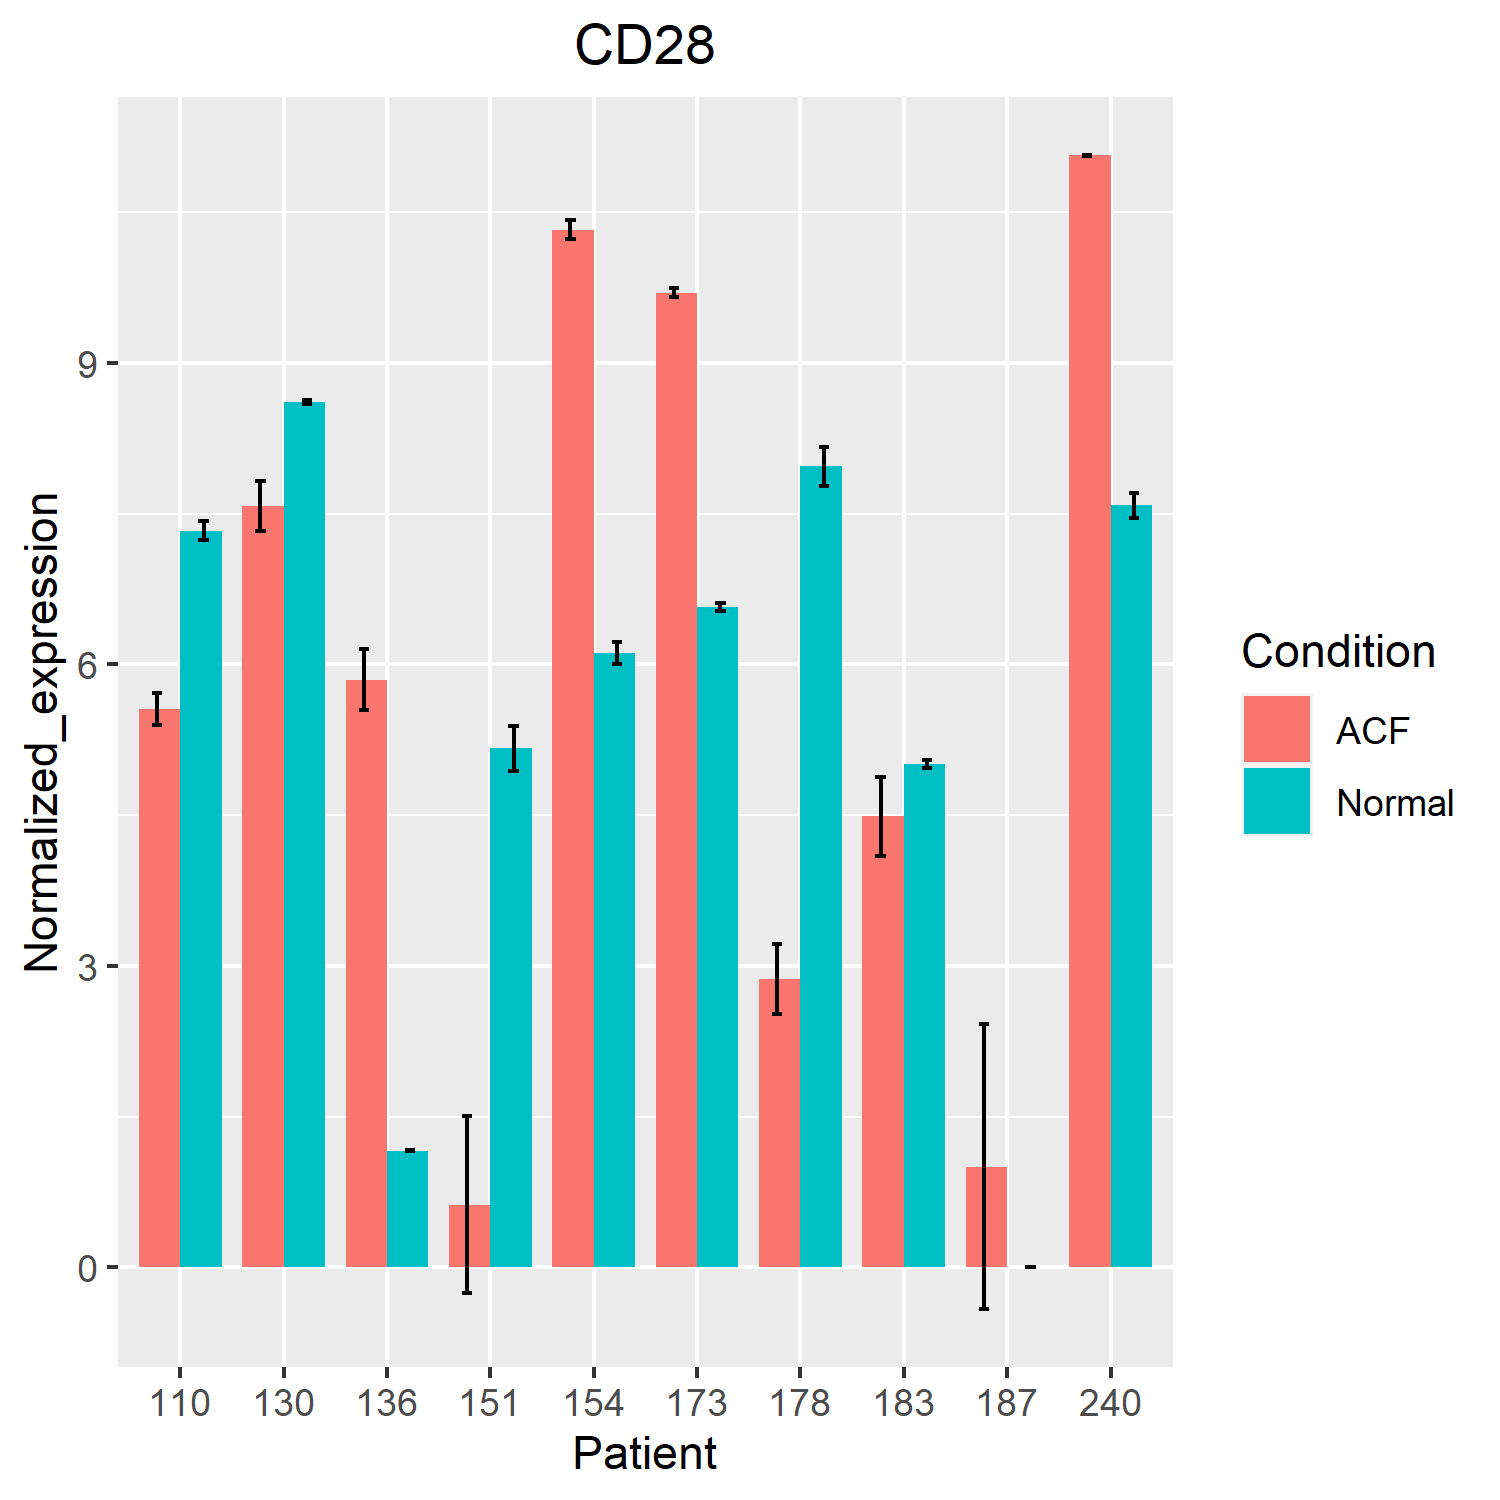 CD28
Normalized_expression
9
6
3
0
110 130 136 151 154 173 178 183 187 240
Patient
Condition
ACF
Normal